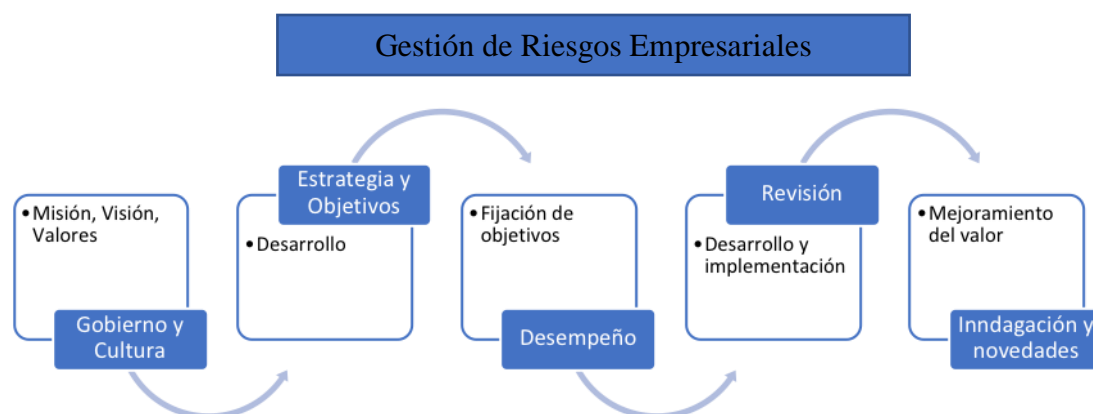 Gestión de Riesgos Empresariales
•Misión, Visión,
Valores
Gobierno y
Cultura
Estrategia y
Objetivos
•Desarrollo
•Fijación de
objetivos
Desempeño
Revisión
•Desarrollo y
implementación
•Mejoramiento
del valor
Inndagación y
novedades